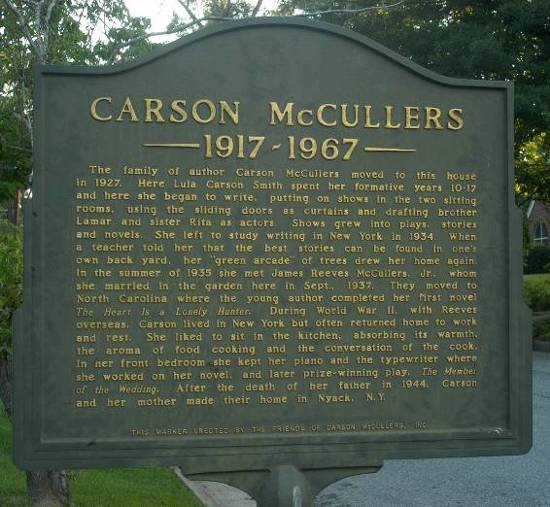 CARSON McCULLERS
1917 - 1967
The family of author Carson McCullers moved to this house
in 1927. Here Lula Carson Smith spent her formative years 10-17
and here she began to write, putting on shows in the two sitting
rooms, using the sliding doors as curtains and drafting brother
Lamar and sister Rita as actors. Shows grew into plays, stories
and novels. She left to study writing in New York in 1934. When
a teacher told her that the best stories can be found in one's
own back yard, her "green arcade" of trees drew her home again.
In the summer of 1935 she met James Reeves McCullers, Jr., whom
she married in the garden here in Sept., 1937. They moved to
North Carolina where the young author completed her first novel
The Heart Is a Lonely Hunter. During World War II, with Reeves
overseas, Carson lived in New York but often returned home to work
and rest. She liked to sit in the kitchen, absorbing its warmth,
the aroma of food cooking and the conversation of the cook.
In her front bedroom she kept her piano and the typewriter where
she worked on her novel, and later prize-winning play, The Member
of the Wedding. After the death of her father in 1944, Carson
and her mother made their home in Nyack, N.Y.
THIS MARKER ERECTED BY THE FRIENDS OF CARSON McCULLERS, INC.